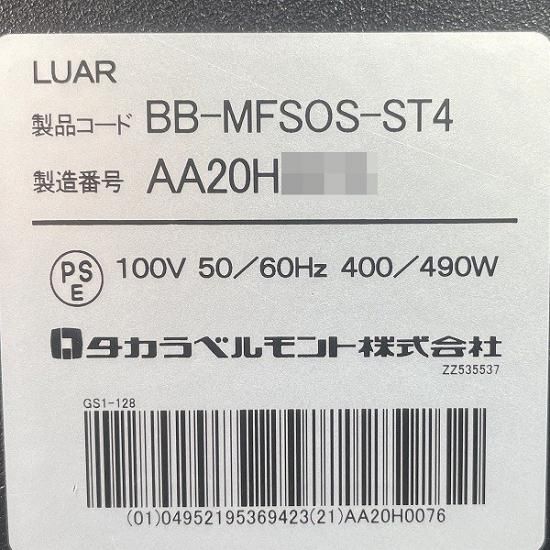 LUAR
製品コード BB-MFSOS-ST4
製造番号 AA20H
PSE 100V 50/60Hz 400/490W
タカラベルモント株式会社
ZZ535537
GS1-128
(01)04952195369423(21)AA20H0076